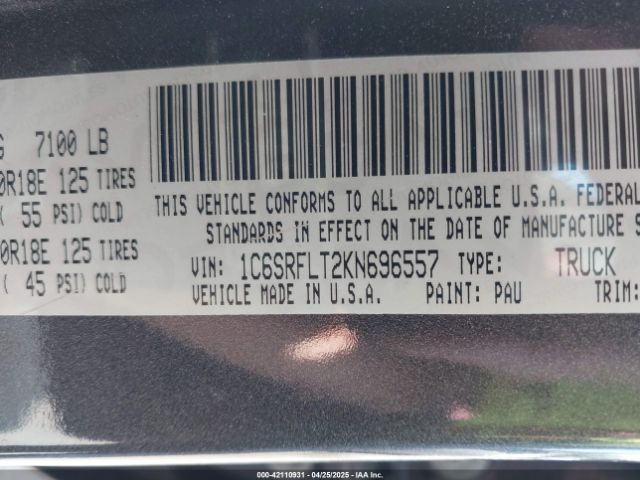 G 7100 LB
0R18E 125 TIRES
( 55 PSI) COLD
0R18E 125 TIRES
( 45 PSI) COLD
THIS VEHICLE CONFORMS TO ALL APPLICABLE U.S.A. FEDERAL
STANDARDS IN EFFECT ON THE DATE OF MANUFACTURE S
VIN: 1C6SRFLT2KN696557 TYPE: TRUCK
VEHICLE MADE IN U.S.A. PAINT: PAU TRIM:
000-42110931 - 04/25/2025 - IAA Inc.